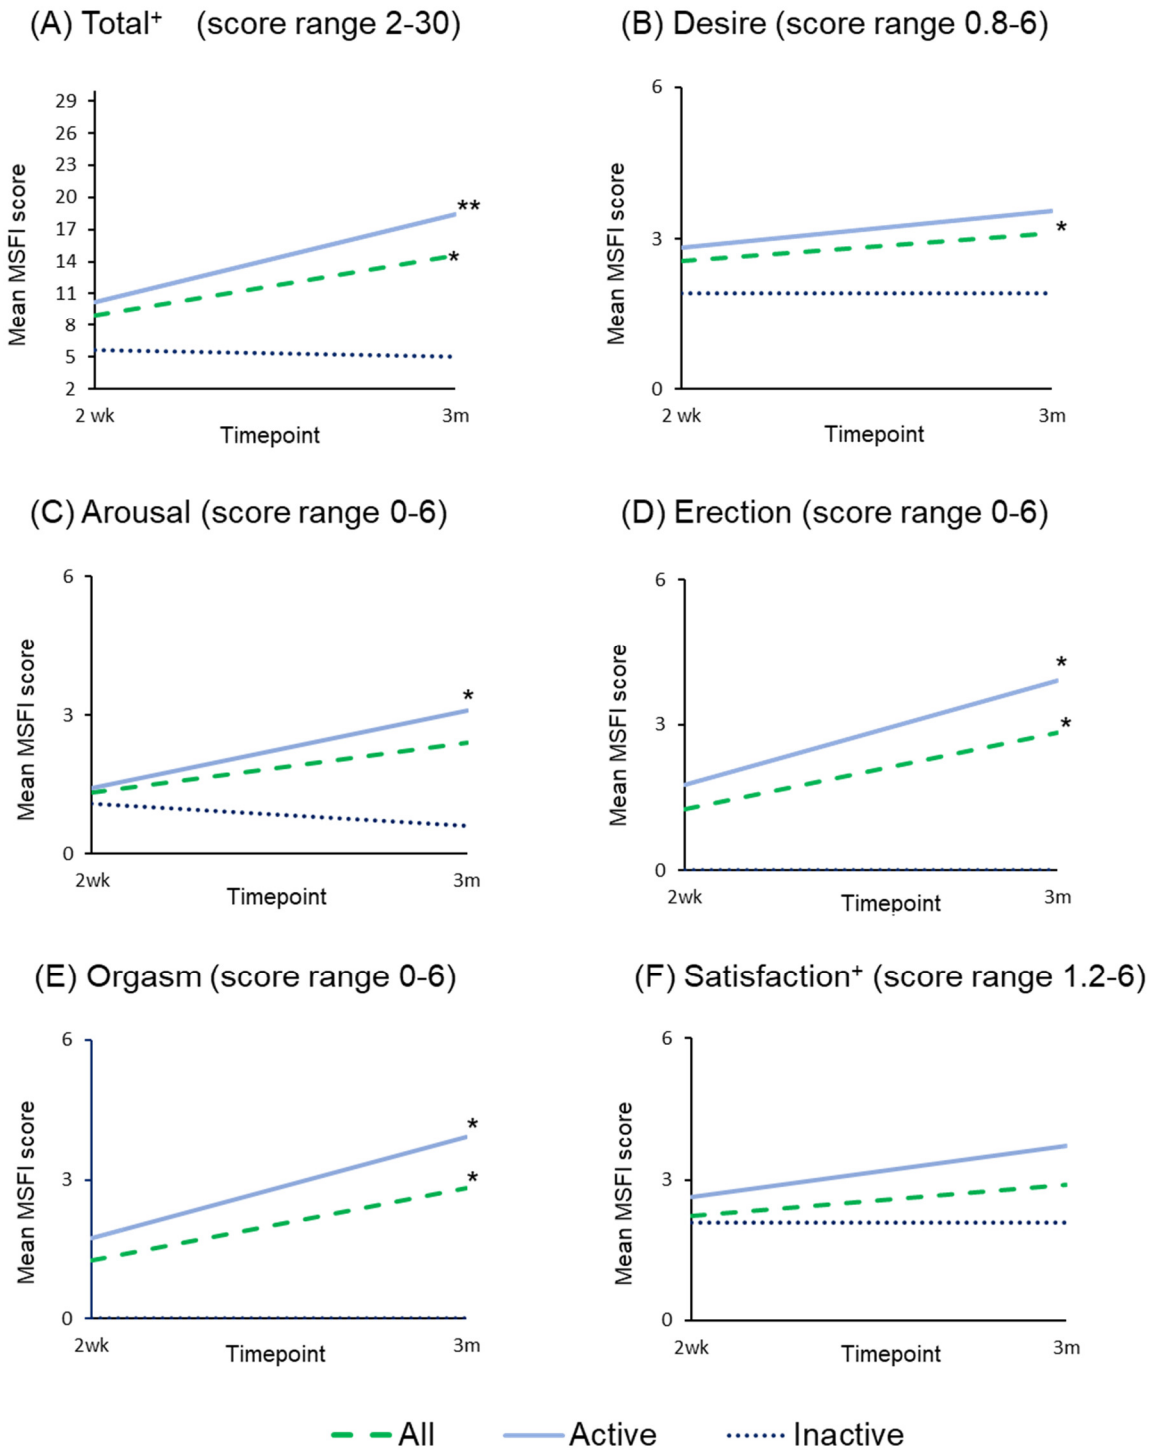 (A) Total⁺ (score range 2-30)
Mean MSFI score
29
26
23
20
17
14
11
8
5
2
**
*
2 wk
3m
Timepoint
(B) Desire (score range 0.8-6)
Mean MSFI score
6
3
0
*
2 wk
3m
Timepoint
(C) Arousal (score range 0-6)
Mean MSFI score
6
3
0
*
2wk
3m
Timepoint
(D) Erection (score range 0-6)
Mean MSFI score
6
3
0
*
*
2wk
3m
Timepoint
(E) Orgasm (score range 0-6)
Mean MSFI score
6
3
0
*
*
2wk
3m
Timepoint
(F) Satisfaction⁺ (score range 1.2-6)
Mean MSFI score
6
3
0
2wk
3m
Timepoint
All Active Inactive